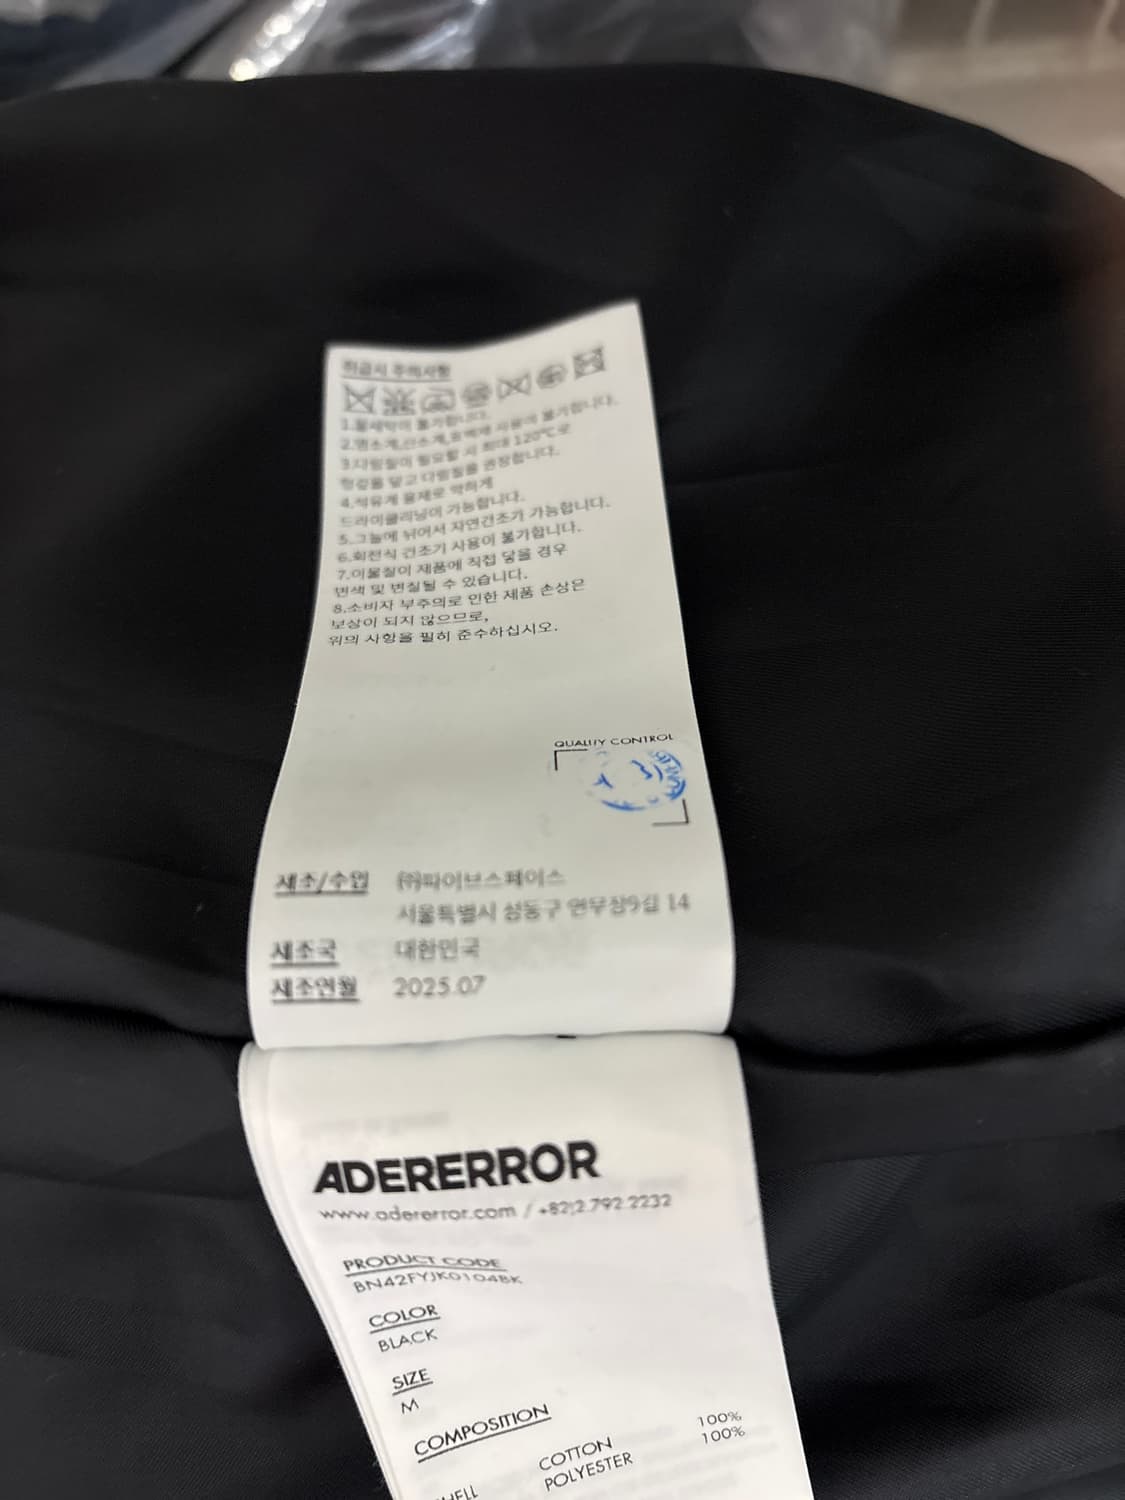 취급시 주의사항
1.물세탁이 불가합니다.
2.염소계,산소계,표백제 사용이 불가합니다.
3.다림질이 필요할 시 최대 120℃로
헝겊을 덮고 다림질을 권장합니다.
4.석유계 용제로 약하게
드라이클리닝이 가능합니다.
5.그늘에 뉘어서 자연건조가 가능합니다.
6.회전식 건조기 사용이 불가합니다.
7.이물질이 제품에 직접 닿을 경우
변색 및 변질될 수 있습니다.
8.소비자 부주의로 인한 제품 손상은
보상이 되지 않으므로,
위의 사항을 필히 준수하십시오.
QUALITY CONTROL
제조/수입 ㈜파이브스페이스
서울특별시 성동구 연무장9길 14
제조국 대한민국
제조연월 2025.07
ADERERROR
www.adererror.com / +82)2.792.2232
PRODUCT CODE
BN42FYJK0104BK
COLOR
BLACK
SIZE
M
COMPOSITION
COTTON 100%
POLYESTER 100%